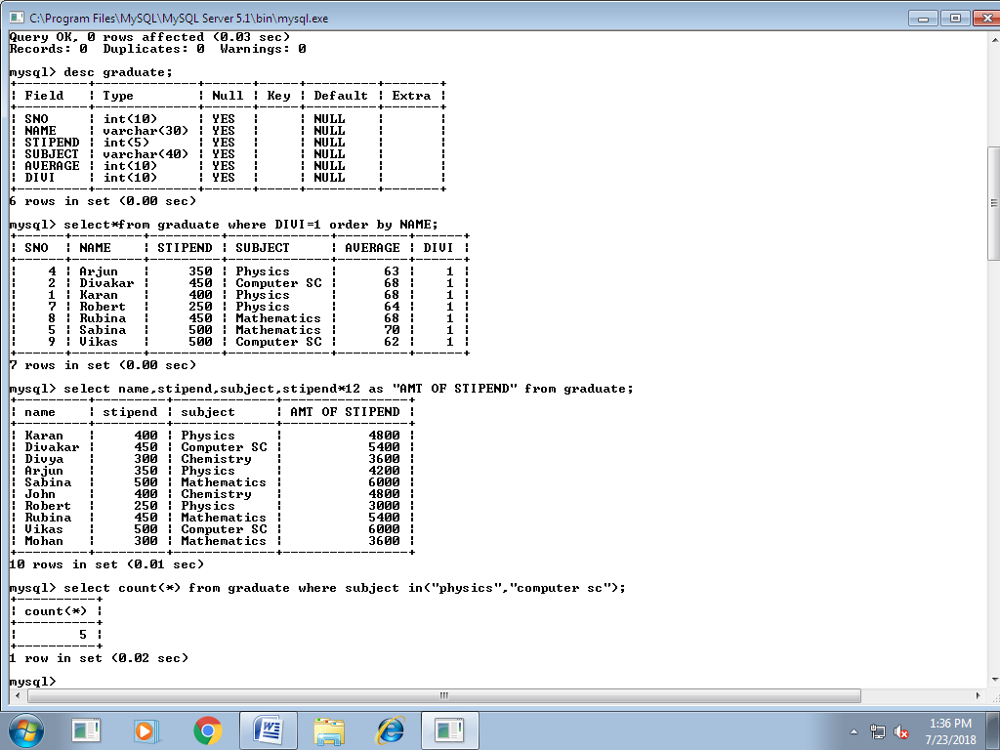 C:\Program Files\MySQL\MySQL Server 5.1\bin\mysql.exe
Query OK, 0 rows affected (0.03 sec)
Records: 0  Duplicates: 0  Warnings: 0
mysql> desc graduate;
+----------+-------------+------+-----+---------+-------+
| Field    | Type        | Null | Key | Default | Extra |
+----------+-------------+------+-----+---------+-------+
| SNO      | int(10)     | YES  |     | NULL    |       |
| NAME     | varchar(30) | YES  |     | NULL    |       |
| STIPEND  | int(5)      | YES  |     | NULL    |       |
| SUBJECT  | varchar(40) | YES  |     | NULL    |       |
| AVERAGE  | int(10)     | YES  |     | NULL    |       |
| DIVI     | int(10)     | YES  |     | NULL    |       |
+----------+-------------+------+-----+---------+-------+
6 rows in set (0.00 sec)
mysql> select*from graduate where DIVI=1 order by NAME;
+------+---------+---------+-------------+---------+------+
| SNO  | NAME    | STIPEND | SUBJECT     | AVERAGE | DIVI |
+------+---------+---------+-------------+---------+------+
|    4 | Arjun   |     350 | Physics     |      63 |    1 |
|    2 | Divakar |     450 | Computer SC |      68 |    1 |
|    1 | Karan   |     400 | Physics     |      68 |    1 |
|    7 | Robert  |     250 | Physics     |      64 |    1 |
|    8 | Rubina  |     450 | Mathematics |      68 |    1 |
|    5 | Sabina  |     500 | Mathematics |      70 |    1 |
|    9 | Vikas   |     500 | Computer SC |      62 |    1 |
+------+---------+---------+-------------+---------+------+
7 rows in set (0.00 sec)
mysql> select name,stipend,subject,stipend*12 as "AMT OF STIPEND" from graduate;
+---------+---------+-------------+----------------+
| name    | stipend | subject     | AMT OF STIPEND |
+---------+---------+-------------+----------------+
| Karan   |     400 | Physics     |           4800 |
| Divakar |     450 | Computer SC |           5400 |
| Divya   |     300 | Chemistry   |           3600 |
| Arjun   |     350 | Physics     |           4200 |
| Sabina  |     500 | Mathematics |           6000 |
| John    |     400 | Chemistry   |           4800 |
| Robert  |     250 | Physics     |           3000 |
| Rubina  |     450 | Mathematics |           5400 |
| Vikas   |     500 | Computer SC |           6000 |
| Mohan   |     300 | Mathematics |           3600 |
+---------+---------+-------------+----------------+
10 rows in set (0.01 sec)
mysql> select count(*) from graduate where subject in("physics","computer sc");
+----------+
| count(*) |
+----------+
|        5 |
+----------+
1 row in set (0.02 sec)
mysql>
1:36 PM
7/23/2018